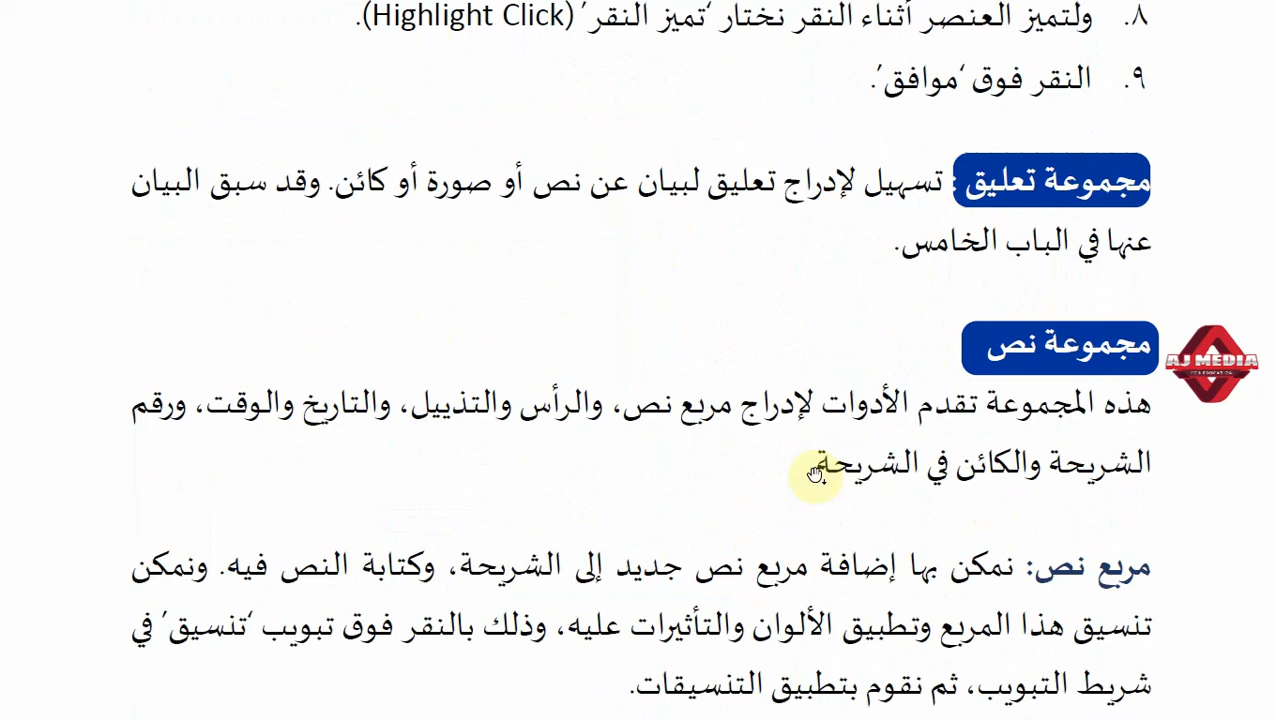 ٨. ولتميز العنصر أثناء النقر نختار ‘تميز النقر’ (Highlight Click).
٩. النقر فوق ‘موافق’.
مجموعة تعليق : تسهيل لإدراج تعليق لبيان عن نص أو صورة أو كائن. وقد سبق البيان
عنها في الباب الخامس.
مجموعة نص
AJ MEDIA
FOR EDUCATION
هذه المجموعة تقدم الأدوات لإدراج مربع نص، والرأس والتذييل، والتاريخ والوقت، ورقم
الشريحة والكائن في الشريحة.
مربع نص: نمكن بها إضافة مربع نص جديد إلى الشريحة، وكتابة النص فيه. ونمكن
تنسيق هذا المربع وتطبيق الألوان والتأثيرات عليه، وذلك بالنقر فوق تبويب ‘تنسيق’ في
شريط التبويب، ثم نقوم بتطبيق التنسيقات.